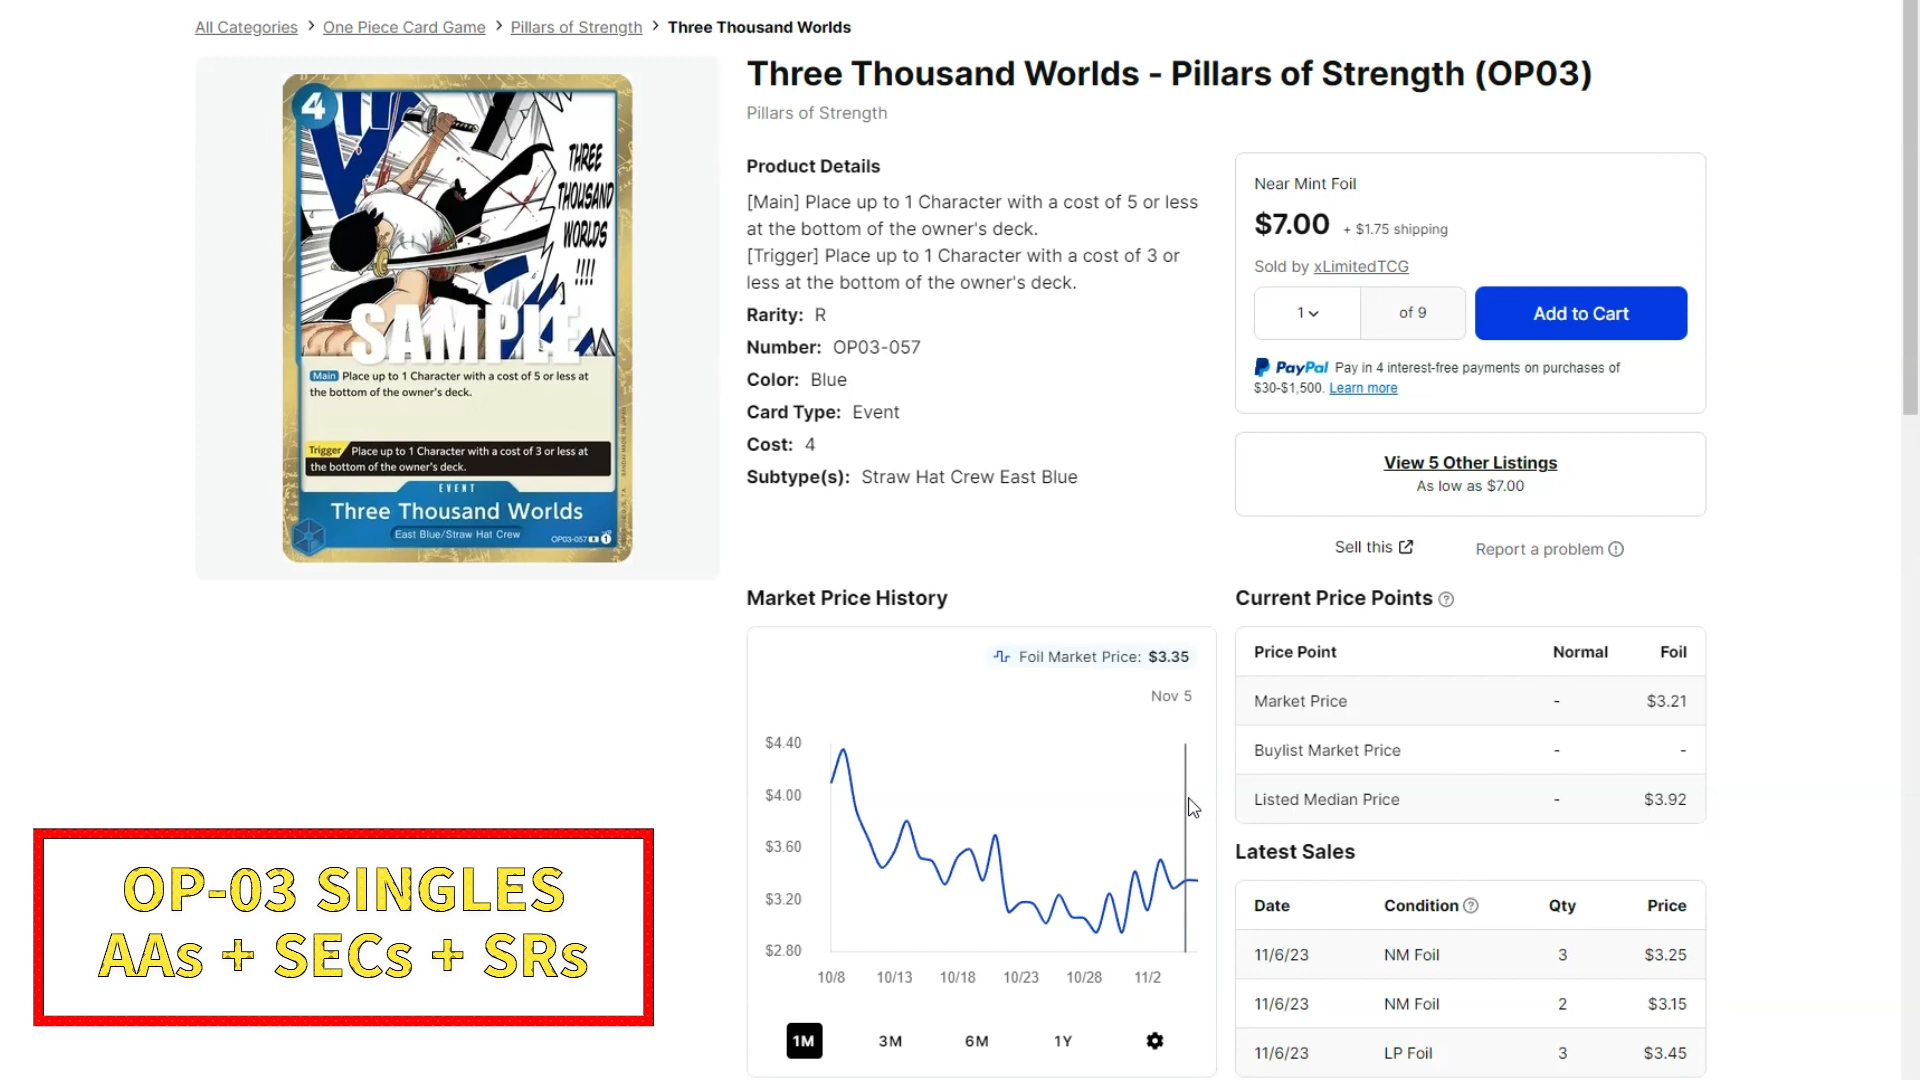 All Categories > One Piece Card Game > Pillars of Strength > Three Thousand Worlds
4
THREE
THOUSAND
WORLDS
!!!!
SAMPLE
Main Place up to 1 Character with a cost of 5 or less at
the bottom of the owner's deck.
Trigger Place up to 1 Character with a cost of 3 or less at
the bottom of the owner's deck.
EVENT
Three Thousand Worlds
East Blue/Straw Hat Crew
OP03-057 R 1
Three Thousand Worlds - Pillars of Strength (OP03)
Pillars of Strength
Product Details
[Main] Place up to 1 Character with a cost of 5 or less
at the bottom of the owner's deck.
[Trigger] Place up to 1 Character with a cost of 3 or
less at the bottom of the owner's deck.
Rarity: R
Number: OP03-057
Color: Blue
Card Type: Event
Cost: 4
Subtype(s): Straw Hat Crew East Blue
Near Mint Foil
$7.00 + $1.75 shipping
Sold by xLimitedTCG
1 of 9 Add to Cart
PayPal Pay in 4 interest-free payments on purchases of
$30-$1,500. Learn more
View 5 Other Listings
As low as $7.00
Sell this Report a problem
Market Price History
Foil Market Price: $3.35
Nov 5
$4.40
$4.00
$3.60
$3.20
$2.80
10/8 10/13 10/18 10/23 10/28 11/2
1M 3M 6M 1Y
Current Price Points
Price Point Normal Foil
Market Price - $3.21
Buylist Market Price - -
Listed Median Price - $3.92
Latest Sales
Date Condition Qty Price
11/6/23 NM Foil 3 $3.25
11/6/23 NM Foil 2 $3.15
11/6/23 LP Foil 3 $3.45
OP-03 SINGLES
AAs + SECs + SRs